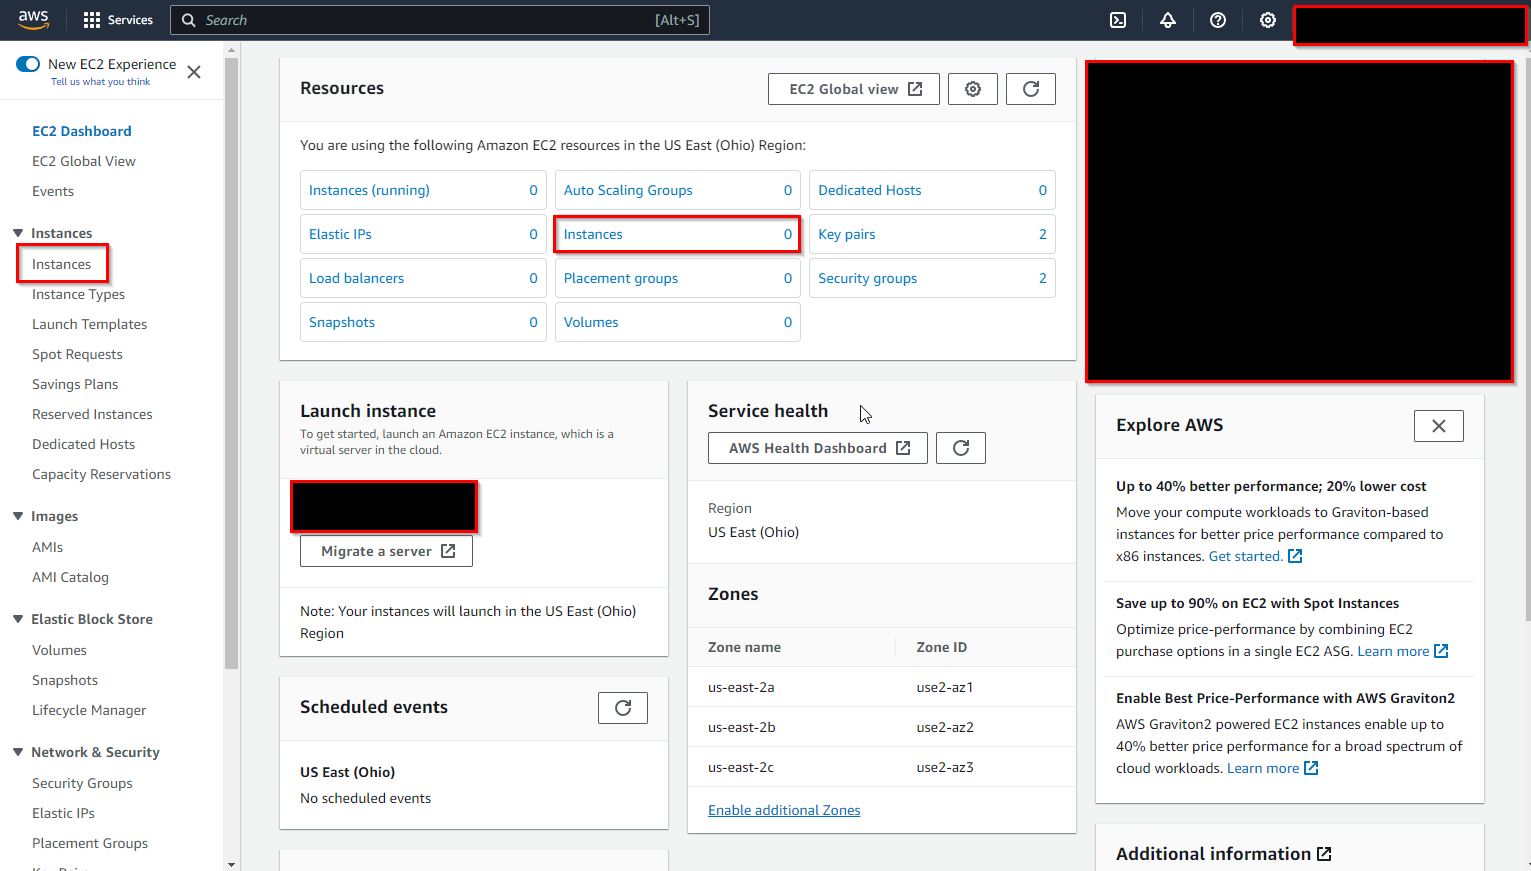 aws
Services
Search
[Alt+S]
New EC2 Experience
Tell us what you think
EC2 Dashboard
EC2 Global View
Events
Instances
Instances
Instance Types
Launch Templates
Spot Requests
Savings Plans
Reserved Instances
Dedicated Hosts
Capacity Reservations
Images
AMIs
AMI Catalog
Elastic Block Store
Volumes
Snapshots
Lifecycle Manager
Network & Security
Security Groups
Elastic IPs
Placement Groups
Resources
EC2 Global view
You are using the following Amazon EC2 resources in the US East (Ohio) Region:
Instances (running) 0
Auto Scaling Groups 0
Dedicated Hosts 0
Elastic IPs 0
Instances 0
Key pairs 2
Load balancers 0
Placement groups 0
Security groups 2
Snapshots 0
Volumes 0
Launch instance
To get started, launch an Amazon EC2 instance, which is a
virtual server in the cloud.
Migrate a server
Note: Your instances will launch in the US East (Ohio)
Region
Scheduled events
US East (Ohio)
No scheduled events
Service health
AWS Health Dashboard
Region
US East (Ohio)
Zones
Zone name Zone ID
us-east-2a use2-az1
us-east-2b use2-az2
us-east-2c use2-az3
Enable additional Zones
Explore AWS
Up to 40% better performance; 20% lower cost
Move your compute workloads to Graviton-based
instances for better price performance compared to
x86 instances. Get started.
Save up to 90% on EC2 with Spot Instances
Optimize price-performance by combining EC2
purchase options in a single EC2 ASG. Learn more
Enable Best Price-Performance with AWS Graviton2
AWS Graviton2 powered EC2 instances enable up to
40% better price performance for a broad spectrum of
cloud workloads. Learn more
Additional information